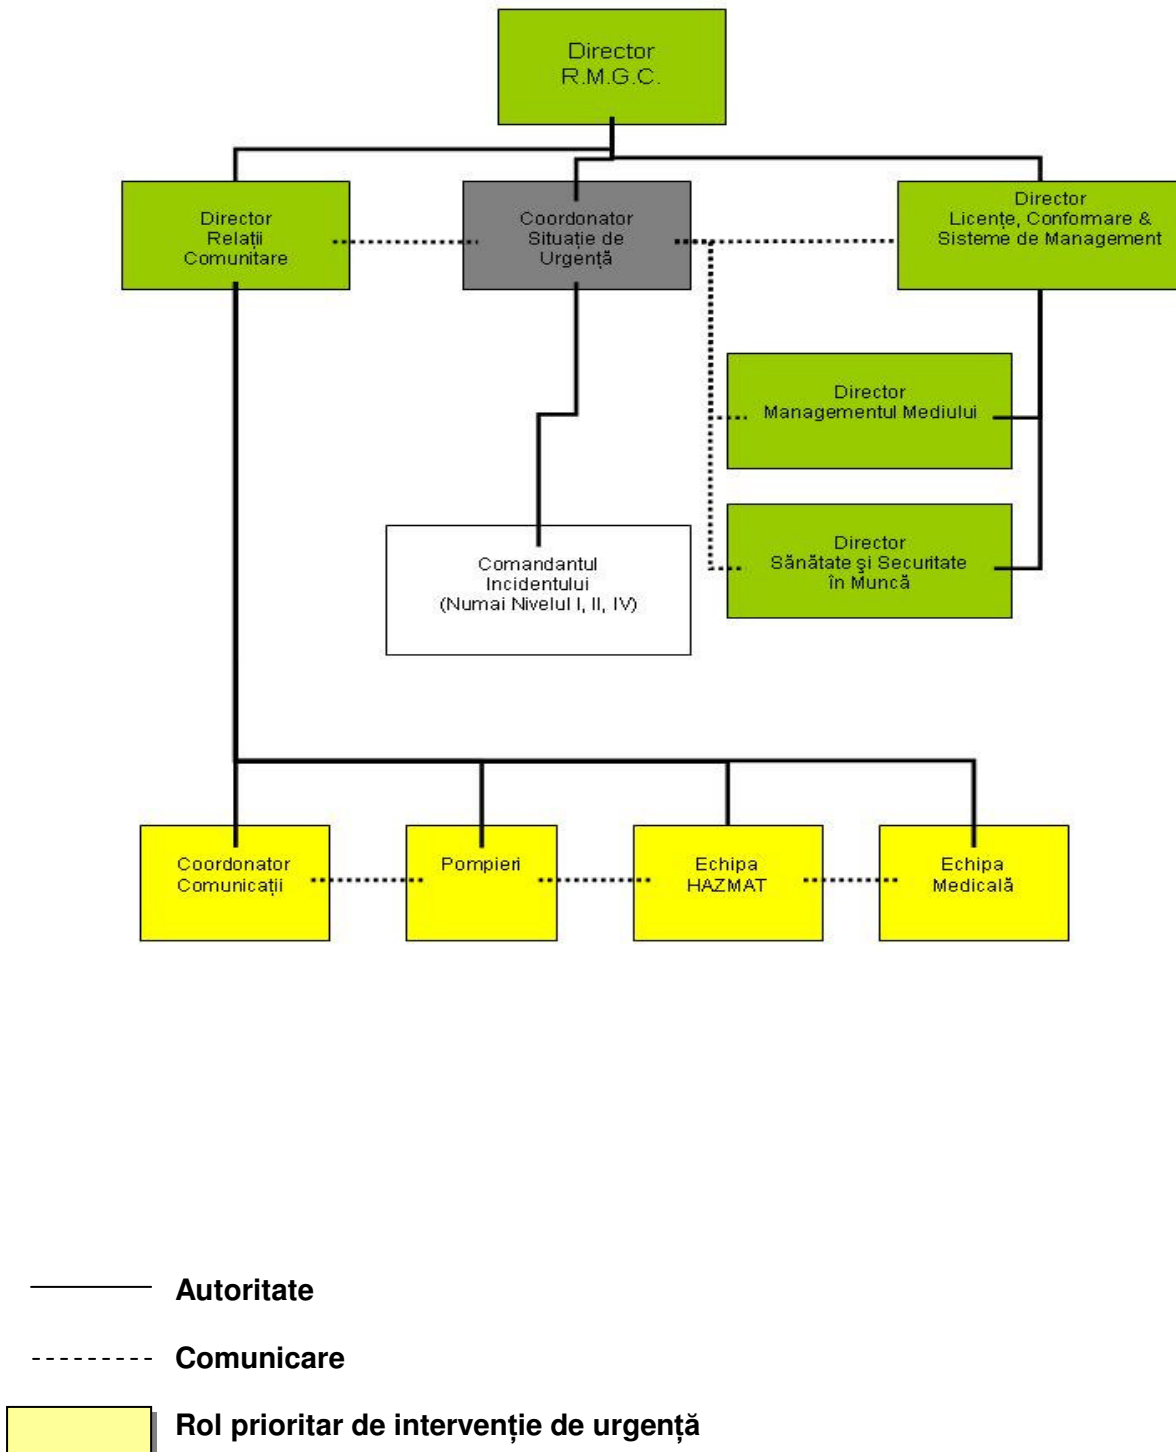 Director
R.M.G.C.
Director
Relații
Comunitare
Coordonator
Situație de
Urgență
Director
Licențe, Conformare &
Sisteme de Management
Director
Managementul Mediului
Director
Sănătate și Securitate
în Muncă
Comandantul
Incidentului
(Numai Nivelul I, II, IV)
Coordonator
Comunicații
Pompieri
Echipa
HAZMAT
Echipa
Medicală
Autoritate
Comunicare
Rol prioritar de intervenție de urgență